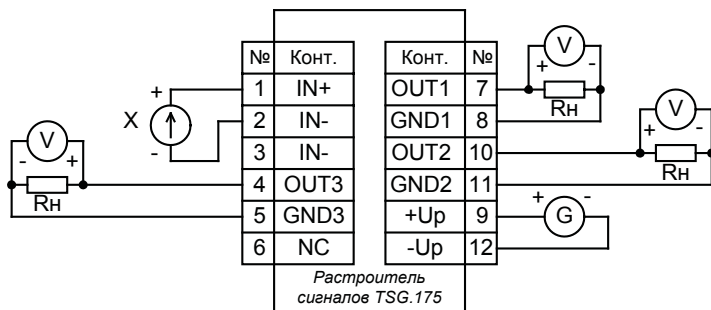 № Конт. Конт. №
1 IN+ OUT1 7
2 IN- GND1 8
3 IN- OUT2 10
4 OUT3 GND2 11
5 GND3 +Up 9
6 NC -Up 12
+ X -
V - + Rн
V + - Rн
V + - Rн
+ G -
Растроитель
сигналов TSG.175